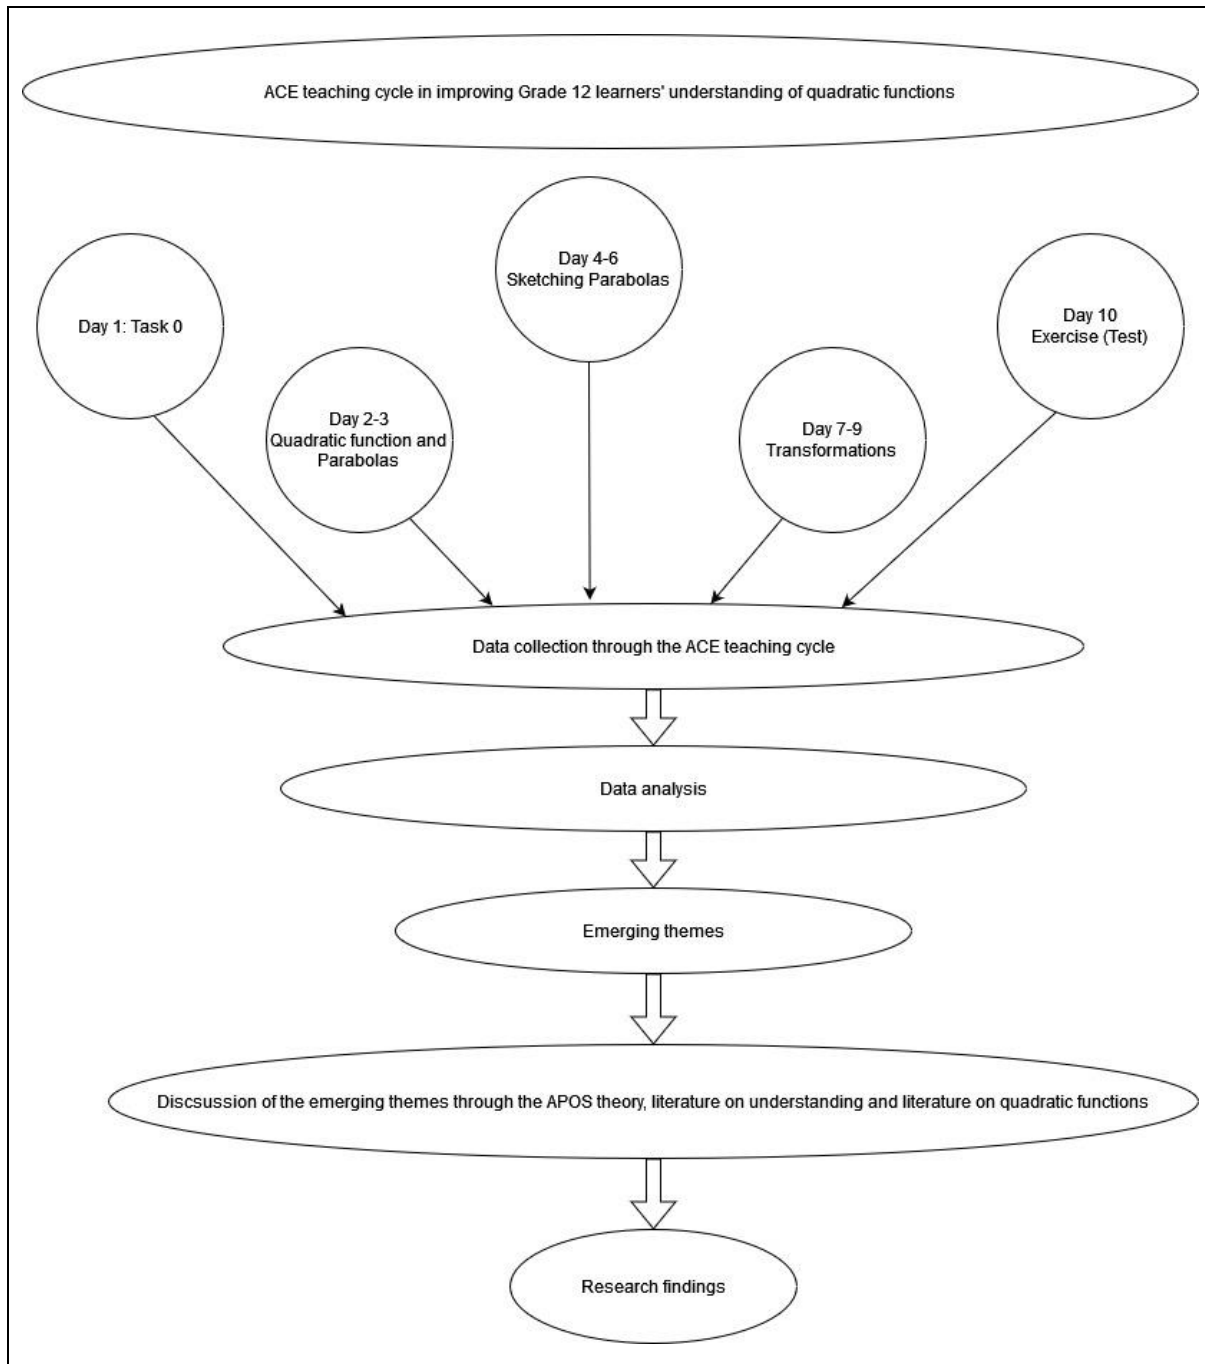 ACE teaching cycle in improving Grade 12 learners' understanding of quadratic functions
Day 1: Task 0
Day 2-3
Quadratic function and
Parabolas
Day 4-6
Sketching Parabolas
Day 7-9
Transformations
Day 10
Exercise (Test)
Data collection through the ACE teaching cycle
Data analysis
Emerging themes
Discsussion of the emerging themes through the APOS theory, literature on understanding and literature on quadratic functions
Research findings